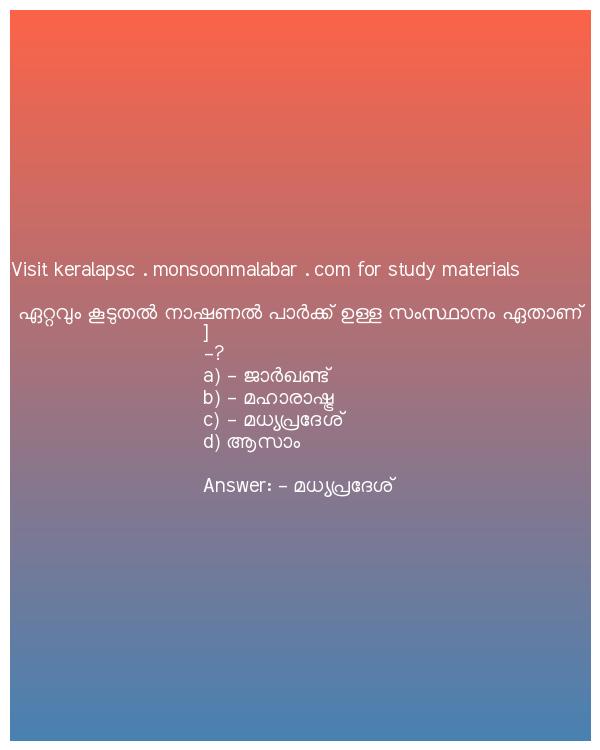 Visit keralapsc . monsoonmalabar . com for study materials
ഏറ്റവും കൂടുതൽ നാഷണൽ പാർക്ക് ഉള്ള സംസ്ഥാനം ഏതാണ്
]
–?
a) – ജാർഖണ്ട്
b) – മഹാരാഷ്ട്ര
c) – മധ്യപ്രദേശ്
d) ആസാം
Answer: – മധ്യപ്രദേശ്